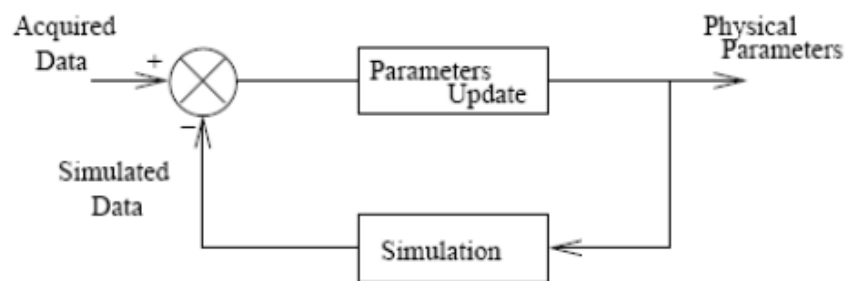 Acquired
Data
+
Physical
Parameters
Parameters
Update
−
Simulated
Data
Simulation